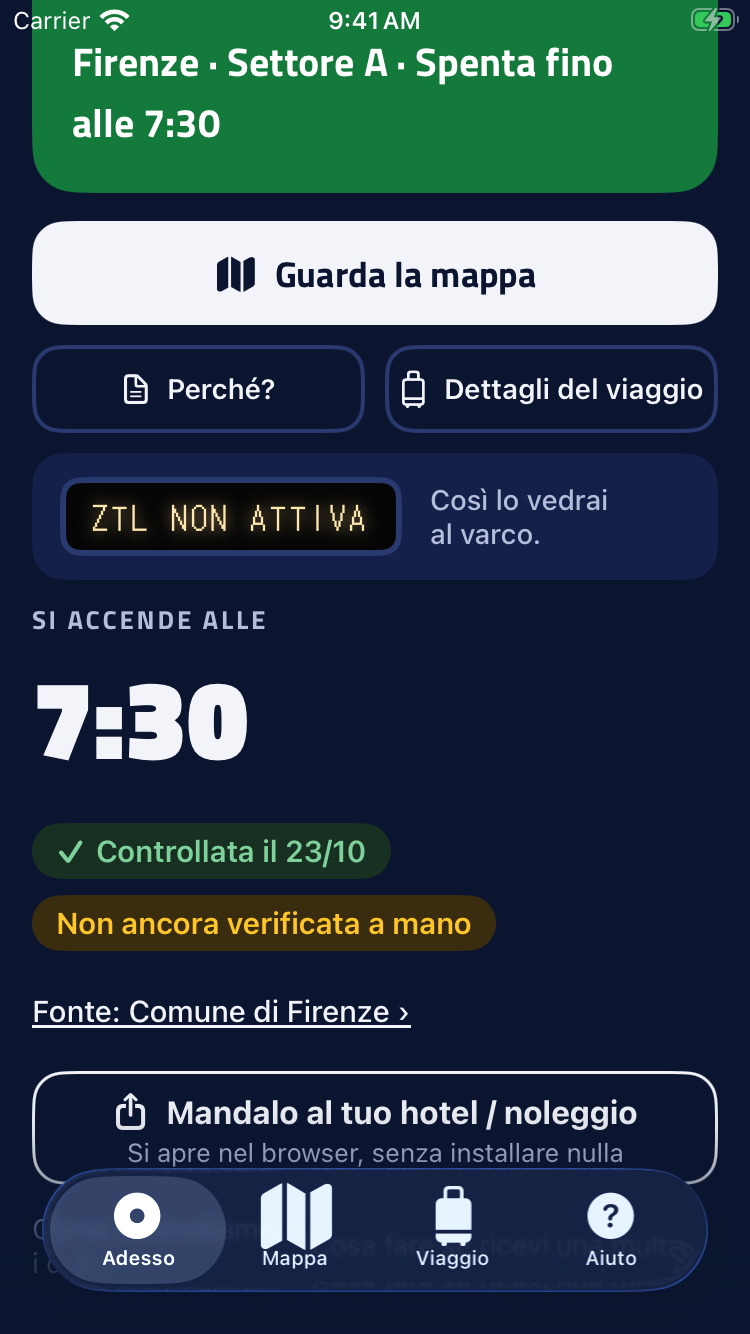 Carrier 9:41 AM
Firenze · Settore A · Spenta fino
alle 7:30
Guarda la mappa
Perché?
Dettagli del viaggio
ZTL NON ATTIVA
Così lo vedrai
al varco.
SI ACCENDE ALLE
7:30
Controllata il 23/10
Non ancora verificata a mano
Fonte: Comune di Firenze ›
Mandalo al tuo hotel / noleggio
Si apre nel browser, senza installare nulla
Adesso
Mappa
Viaggio
Aiuto